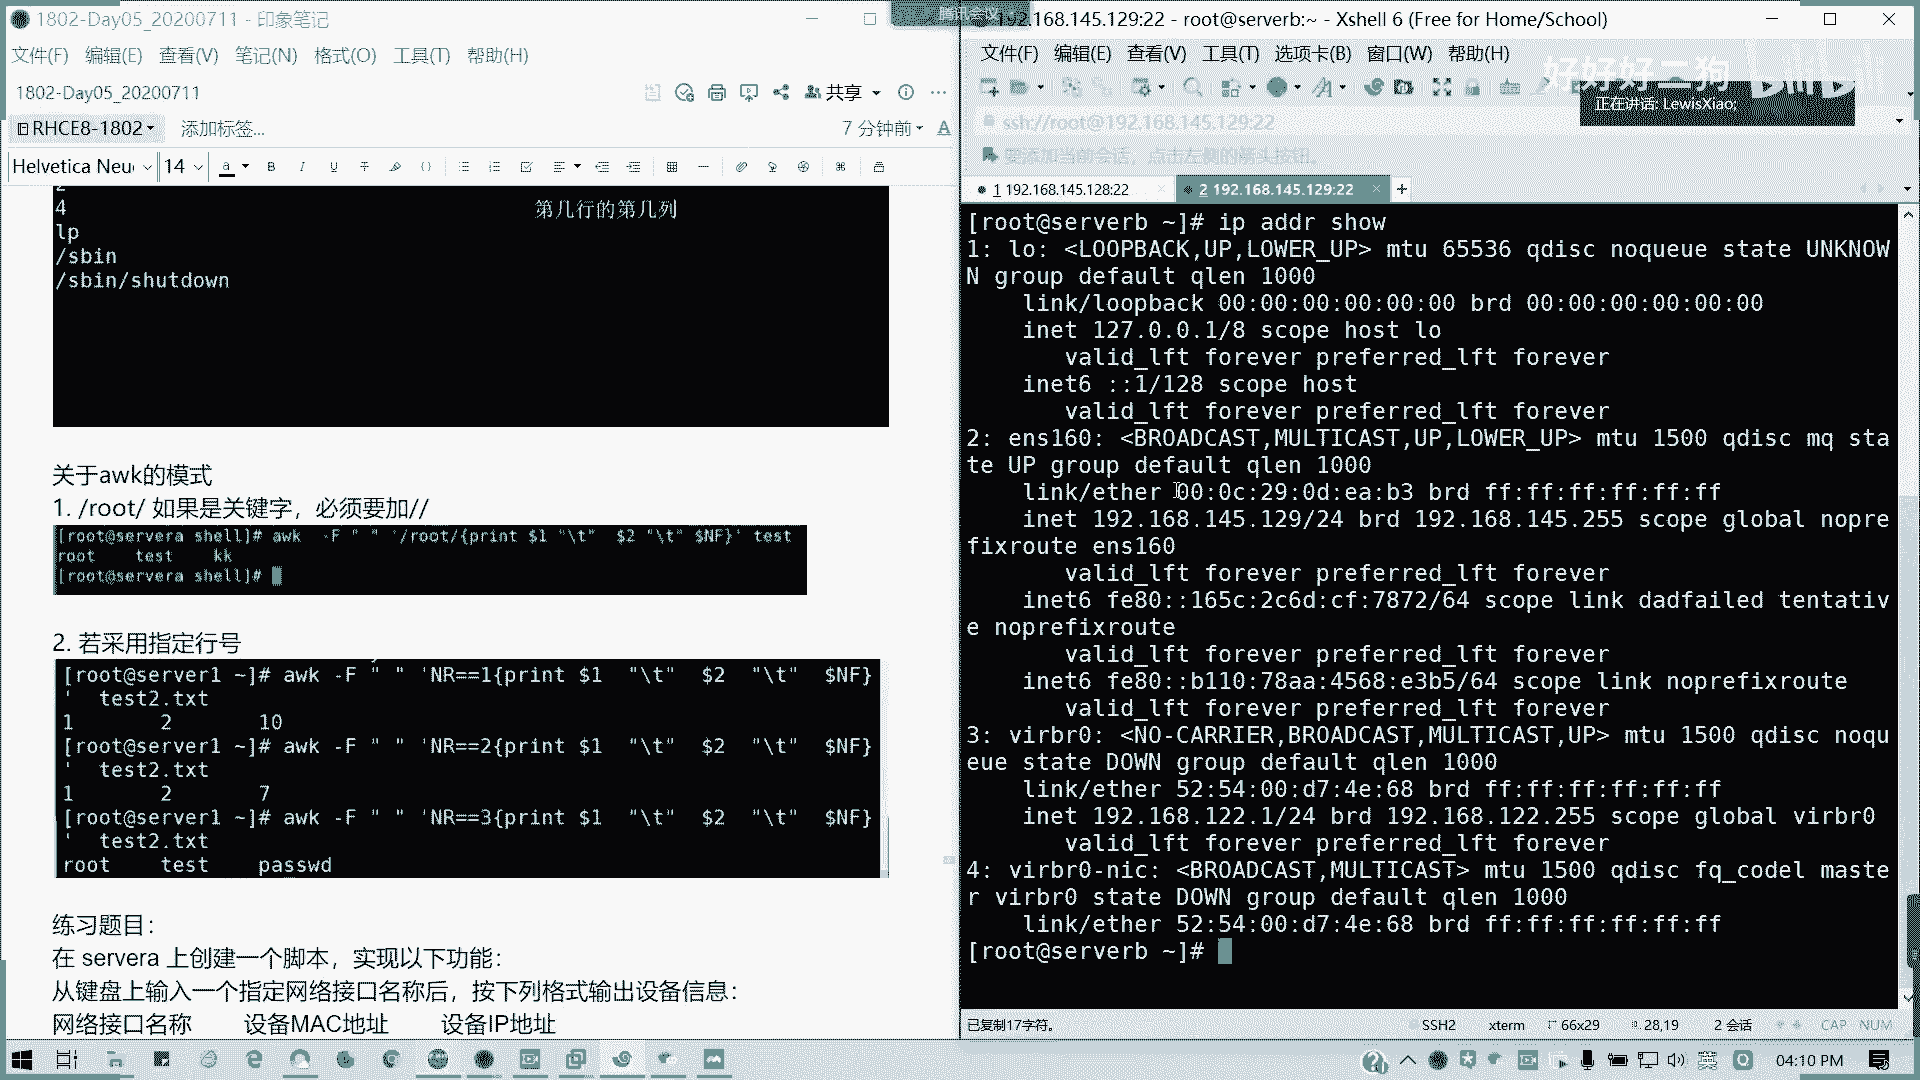 1802-Day05_20200711 - 印象笔记
文件(F) 编辑(E) 查看(V) 笔记(N) 格式(O) 工具(T) 帮助(H)
1802-Day05_20200711
共享
RHCE8-1802
添加标签...
7 分钟前
Helvetica Neu
14
4
第几行的第几列
lp
/sbin
/sbin/shutdown
关于awk的模式
1. /root/ 如果是关键字，必须要加//
[root@servera shell]# awk  -F " " '/root/{print $1 "\t"  $2 "\t" $NF}' test
root    test    kk
[root@servera shell]#
2. 若采用指定行号
[root@server1 ~]# awk -F " " 'NR==1{print $1  "\t"  $2  "\t"  $NF}
'  test2.txt
1       2       10
[root@server1 ~]# awk -F " " 'NR==2{print $1  "\t"  $2  "\t"  $NF}
'  test2.txt
1       2       7
[root@server1 ~]# awk -F " " 'NR==3{print $1  "\t"  $2  "\t"  $NF}
'  test2.txt
root    test    passwd
练习题目：
在 servera 上创建一个脚本，实现以下功能：
从键盘上输入一个指定网络接口名称后，按下列格式输出设备信息：
网络接口名称 设备MAC地址 设备IP地址
腾讯会议
192.168.145.129:22 - root@serverb:~ - Xshell 6 (Free for Home/School)
文件(F) 编辑(E) 查看(V) 工具(T) 选项卡(B) 窗口(W) 帮助(H)
好好好二狗
bilibili
正在讲话: LewisXiao;
ssh://root@192.168.145.129:22
要添加当前会话，点击左侧的箭头按钮。
1 192.168.145.128:22
2 192.168.145.129:22
[root@serverb ~]# ip addr show
1: lo: <LOOPBACK,UP,LOWER_UP> mtu 65536 qdisc noqueue state UNKNOW
N group default qlen 1000
    link/loopback 00:00:00:00:00:00 brd 00:00:00:00:00:00
    inet 127.0.0.1/8 scope host lo
       valid_lft forever preferred_lft forever
    inet6 ::1/128 scope host
       valid_lft forever preferred_lft forever
2: ens160: <BROADCAST,MULTICAST,UP,LOWER_UP> mtu 1500 qdisc mq sta
te UP group default qlen 1000
    link/ether 00:0c:29:0d:ea:b3 brd ff:ff:ff:ff:ff:ff
    inet 192.168.145.129/24 brd 192.168.145.255 scope global nopre
fixroute ens160
       valid_lft forever preferred_lft forever
    inet6 fe80::165c:2c6d:cf:7872/64 scope link dadfailed tentativ
e noprefixroute
       valid_lft forever preferred_lft forever
    inet6 fe80::b110:78aa:4568:e3b5/64 scope link noprefixroute
       valid_lft forever preferred_lft forever
3: virbr0: <NO-CARRIER,BROADCAST,MULTICAST,UP> mtu 1500 qdisc noqu
eue state DOWN group default qlen 1000
    link/ether 52:54:00:d7:4e:68 brd ff:ff:ff:ff:ff:ff
    inet 192.168.122.1/24 brd 192.168.122.255 scope global virbr0
       valid_lft forever preferred_lft forever
4: virbr0-nic: <BROADCAST,MULTICAST> mtu 1500 qdisc fq_codel maste
r virbr0 state DOWN group default qlen 1000
    link/ether 52:54:00:d7:4e:68 brd ff:ff:ff:ff:ff:ff
[root@serverb ~]#
已复制17字符。
SSH2 xterm 66x29 28,19 2 会话 CAP NUM
英
04:10 PM